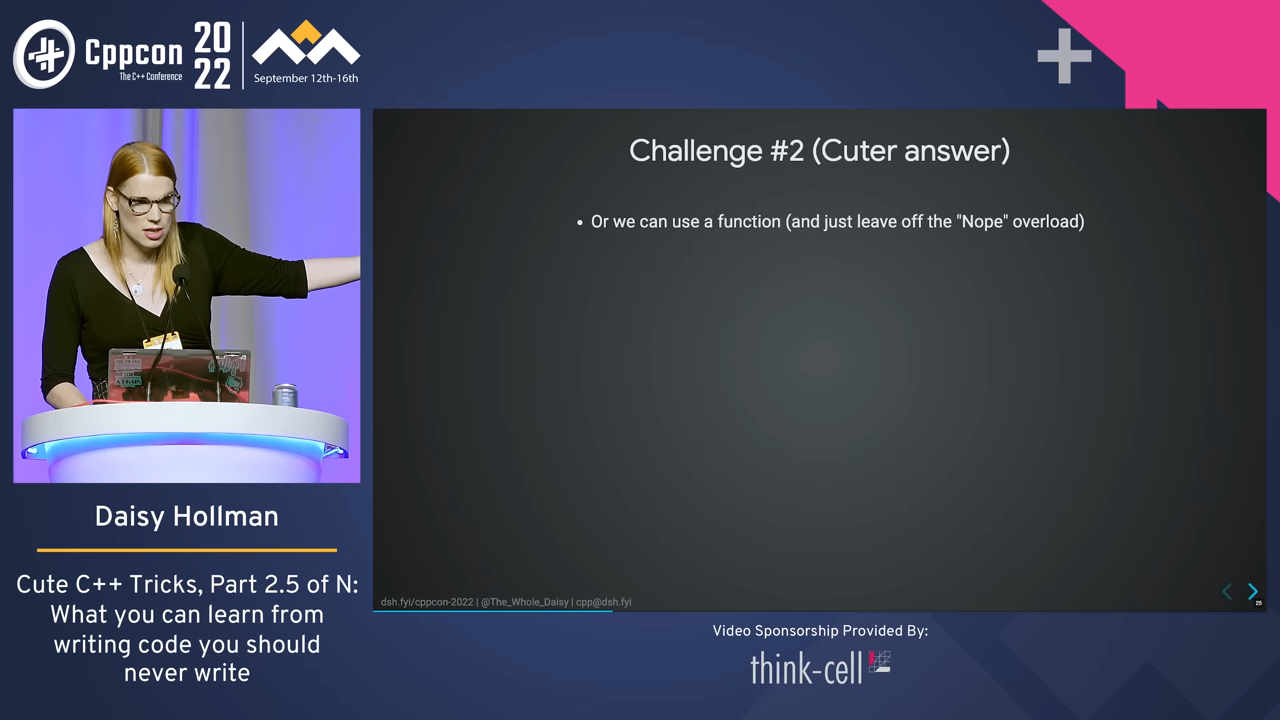 Cppcon
The C++ Conference
20
22
September 12th-16th
Challenge #2 (Cuter answer)
• Or we can use a function (and just leave off the "Nope" overload)
dsh.fyi/cppcon-2022 | @The_Whole_Daisy | cpp@dsh.fyi
25
Daisy Hollman
Cute C++ Tricks, Part 2.5 of N:
What you can learn from
writing code you should
never write
Video Sponsorship Provided By:
think-cell